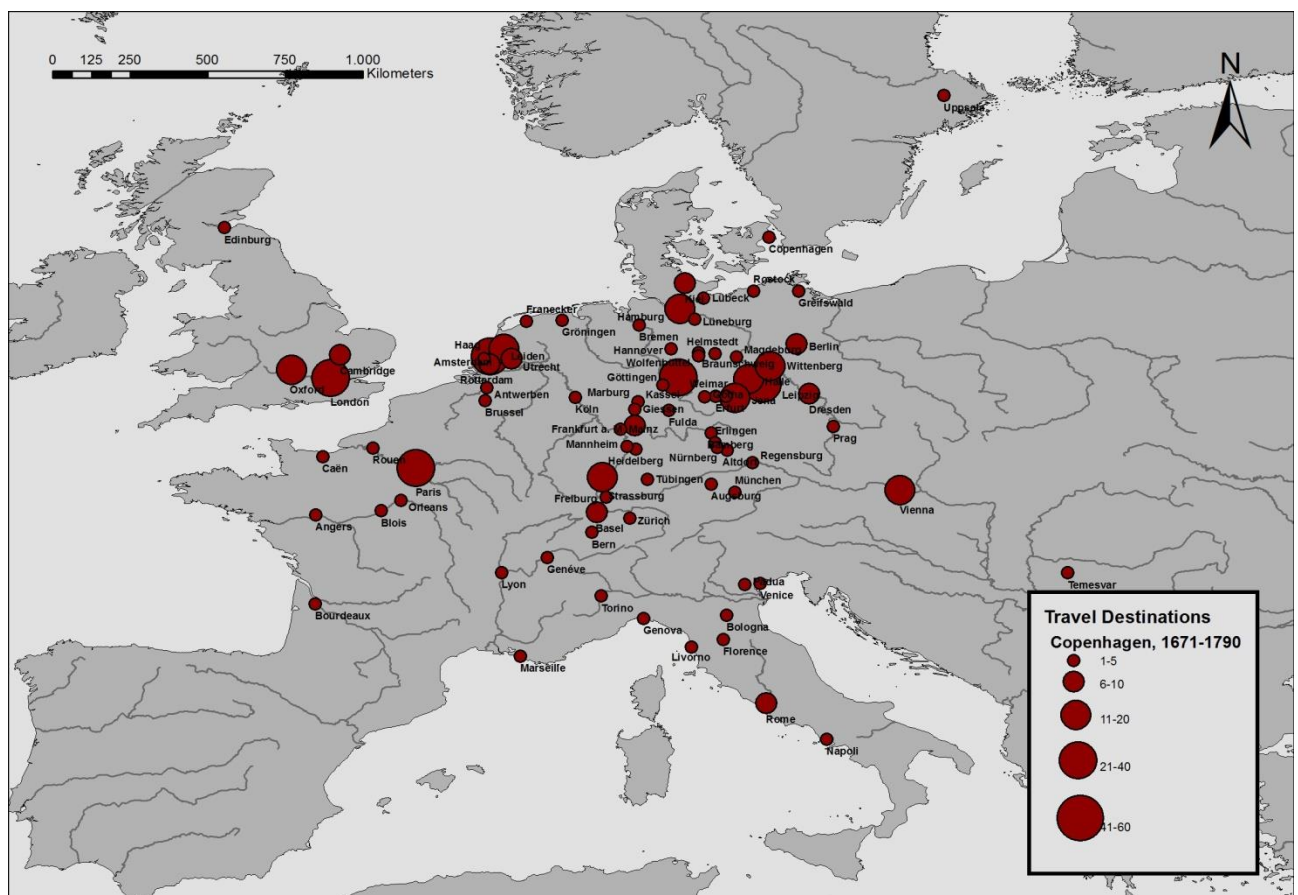 0 125 250 500 750 1.000
Kilometers
N
Uppsala
Edinburg
Copenhagen
Rostock
Greifswald
Kiel
Lübeck
Franecker
Gröningen
Hamburg
Lüneburg
Bremen
Haag
Leiden
Amsterdam
Utrecht
Hannover
Helmstedt
Magdeburg
Berlin
Wolfenbüttel
Braunschweig
Wittenberg
Cambridge
Oxford
London
Rotterdam
Antwerben
Brussel
Göttingen
Weimar
Halle
Leipzig
Marburg
Kassel
Gotha
Jena
Dresden
Köln
Giessen
Erfurt
Fulda
Prag
Frankfurt a. M.
Mainz
Erlingen
Mannheim
Heidelberg
Nürnberg
Altdorf
Regensburg
Rouen
Caën
Paris
Orleans
Blois
Angers
Tübingen
München
Freiburg
Strassburg
Augsburg
Vienna
Basel
Zürich
Bern
Genéve
Lyon
Padua
Venice
Temesvar
Torino
Bourdeaux
Genova
Bologna
Livorno
Florence
Marseille
Rome
Napoli
Travel Destinations
Copenhagen, 1671-1790
1-5
6-10
11-20
21-40
41-60